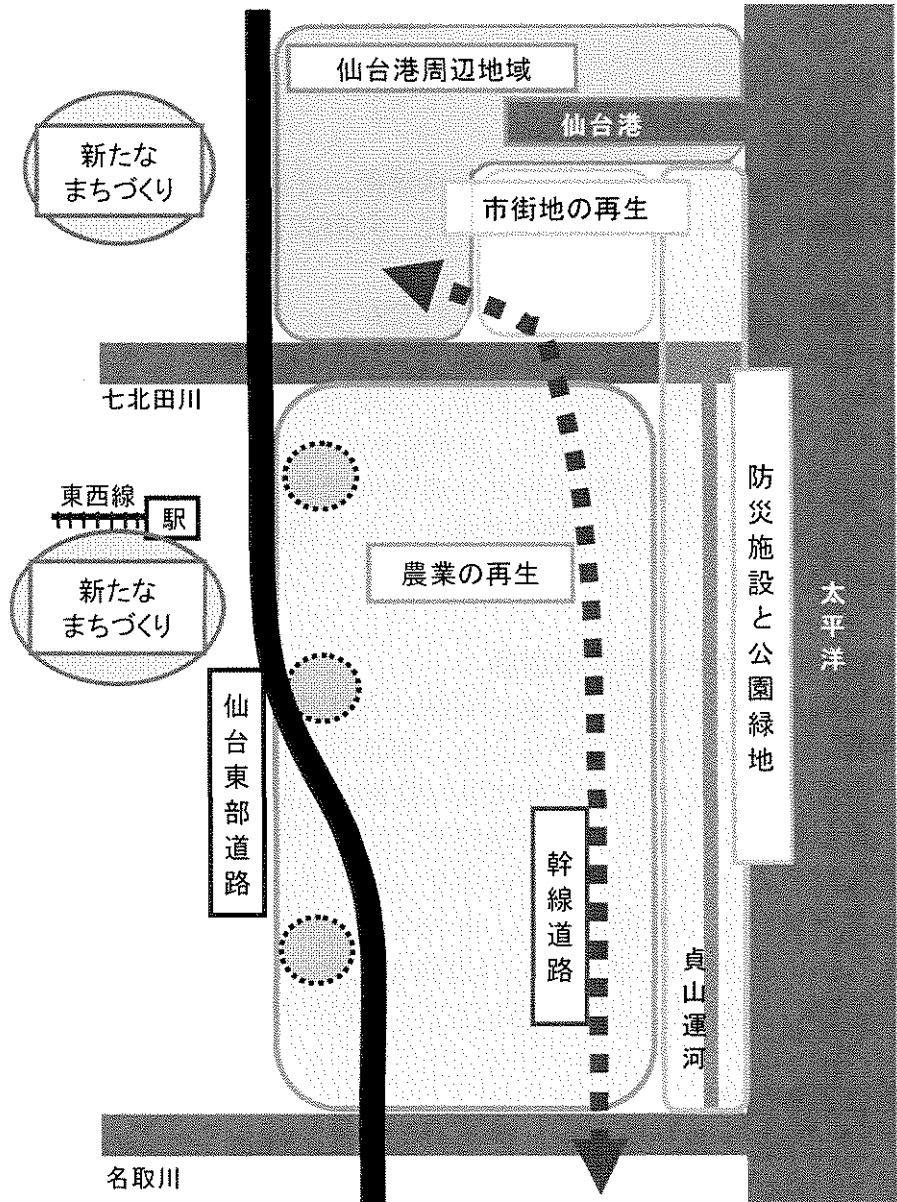 仙台港周辺地域
仙台港
新たな
まちづくり
市街地の再生
七北田川
東西線
駅
新たな
まちづくり
農業の再生
防災施設と公園緑地
太平洋
仙台東部道路
幹線道路
貞山運河
名取川